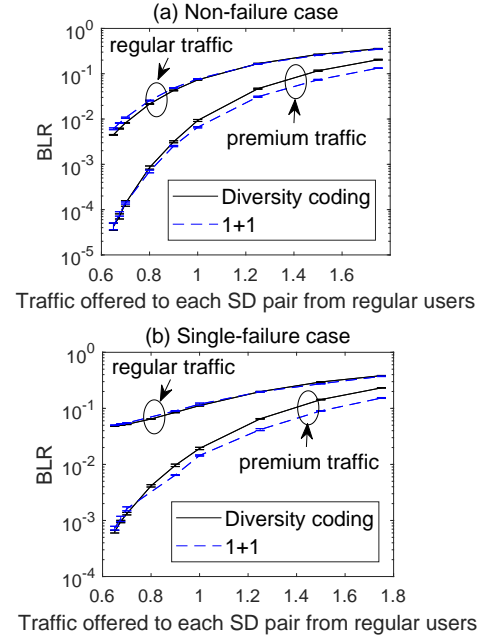 (a) Non-failure case
regular traffic
premium traffic
Diversity coding
1+1
BLR
10^0
10^-1
10^-2
10^-3
10^-4
10^-5
0.6 0.8 1 1.2 1.4 1.6
Traffic offered to each SD pair from regular users
(b) Single-failure case
regular traffic
premium traffic
Diversity coding
1+1
BLR
10^0
10^-1
10^-2
10^-3
10^-4
0.6 0.8 1 1.2 1.4 1.6 1.8
Traffic offered to each SD pair from regular users